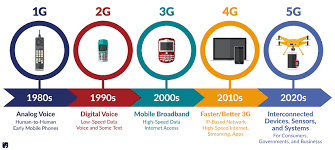 1G
2G
3G
4G
5G
1980s
1990s
2000s
2010s
2020s
Analog Voice
Human-to-Human
Early Mobile Phones
Digital Voice
Low-Speed Data
Voice and Some Text
Mobile Broadband
High-Speed Data
Internet Access
Faster/Better 3G
IP-Based Network
High-Speed Internet,
Streaming, Apps
Interconnected
Devices, Sensors,
and Systems
For Consumers,
Governments, and Business